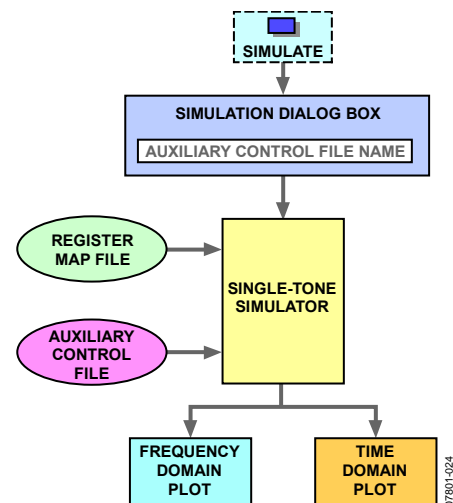 SIMULATE
SIMULATION DIALOG BOX
AUXILIARY CONTROL FILE NAME
REGISTER
MAP FILE
SINGLE-TONE
SIMULATOR
AUXILIARY
CONTROL
FILE
FREQUENCY
DOMAIN
PLOT
TIME
DOMAIN
PLOT
07801-024